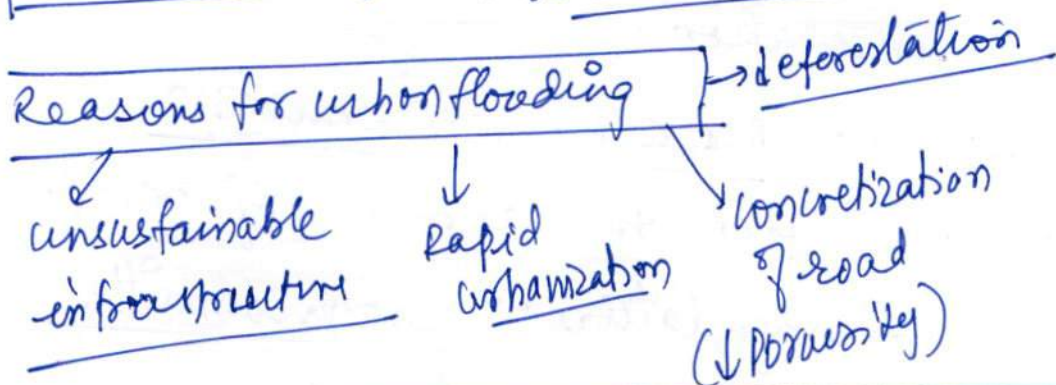 Reasons for urban flooding → deforestation
↙ ↓ ↘
unsustainable
infrastructure
Rapid
urbanization
concretization
of road
(↓ Porousity)